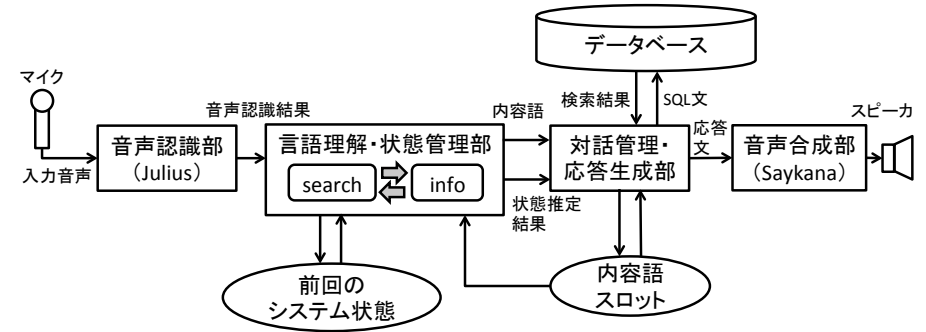 データベース
マイク
音声認識結果
内容語
検索結果
SQL文
スピーカ
入力音声
音声認識部
（Julius）
言語理解・状態管理部
search
info
対話管理・
応答生成部
応答
文
音声合成部
（Saykana）
状態推定
結果
前回の
システム状態
内容語
スロット